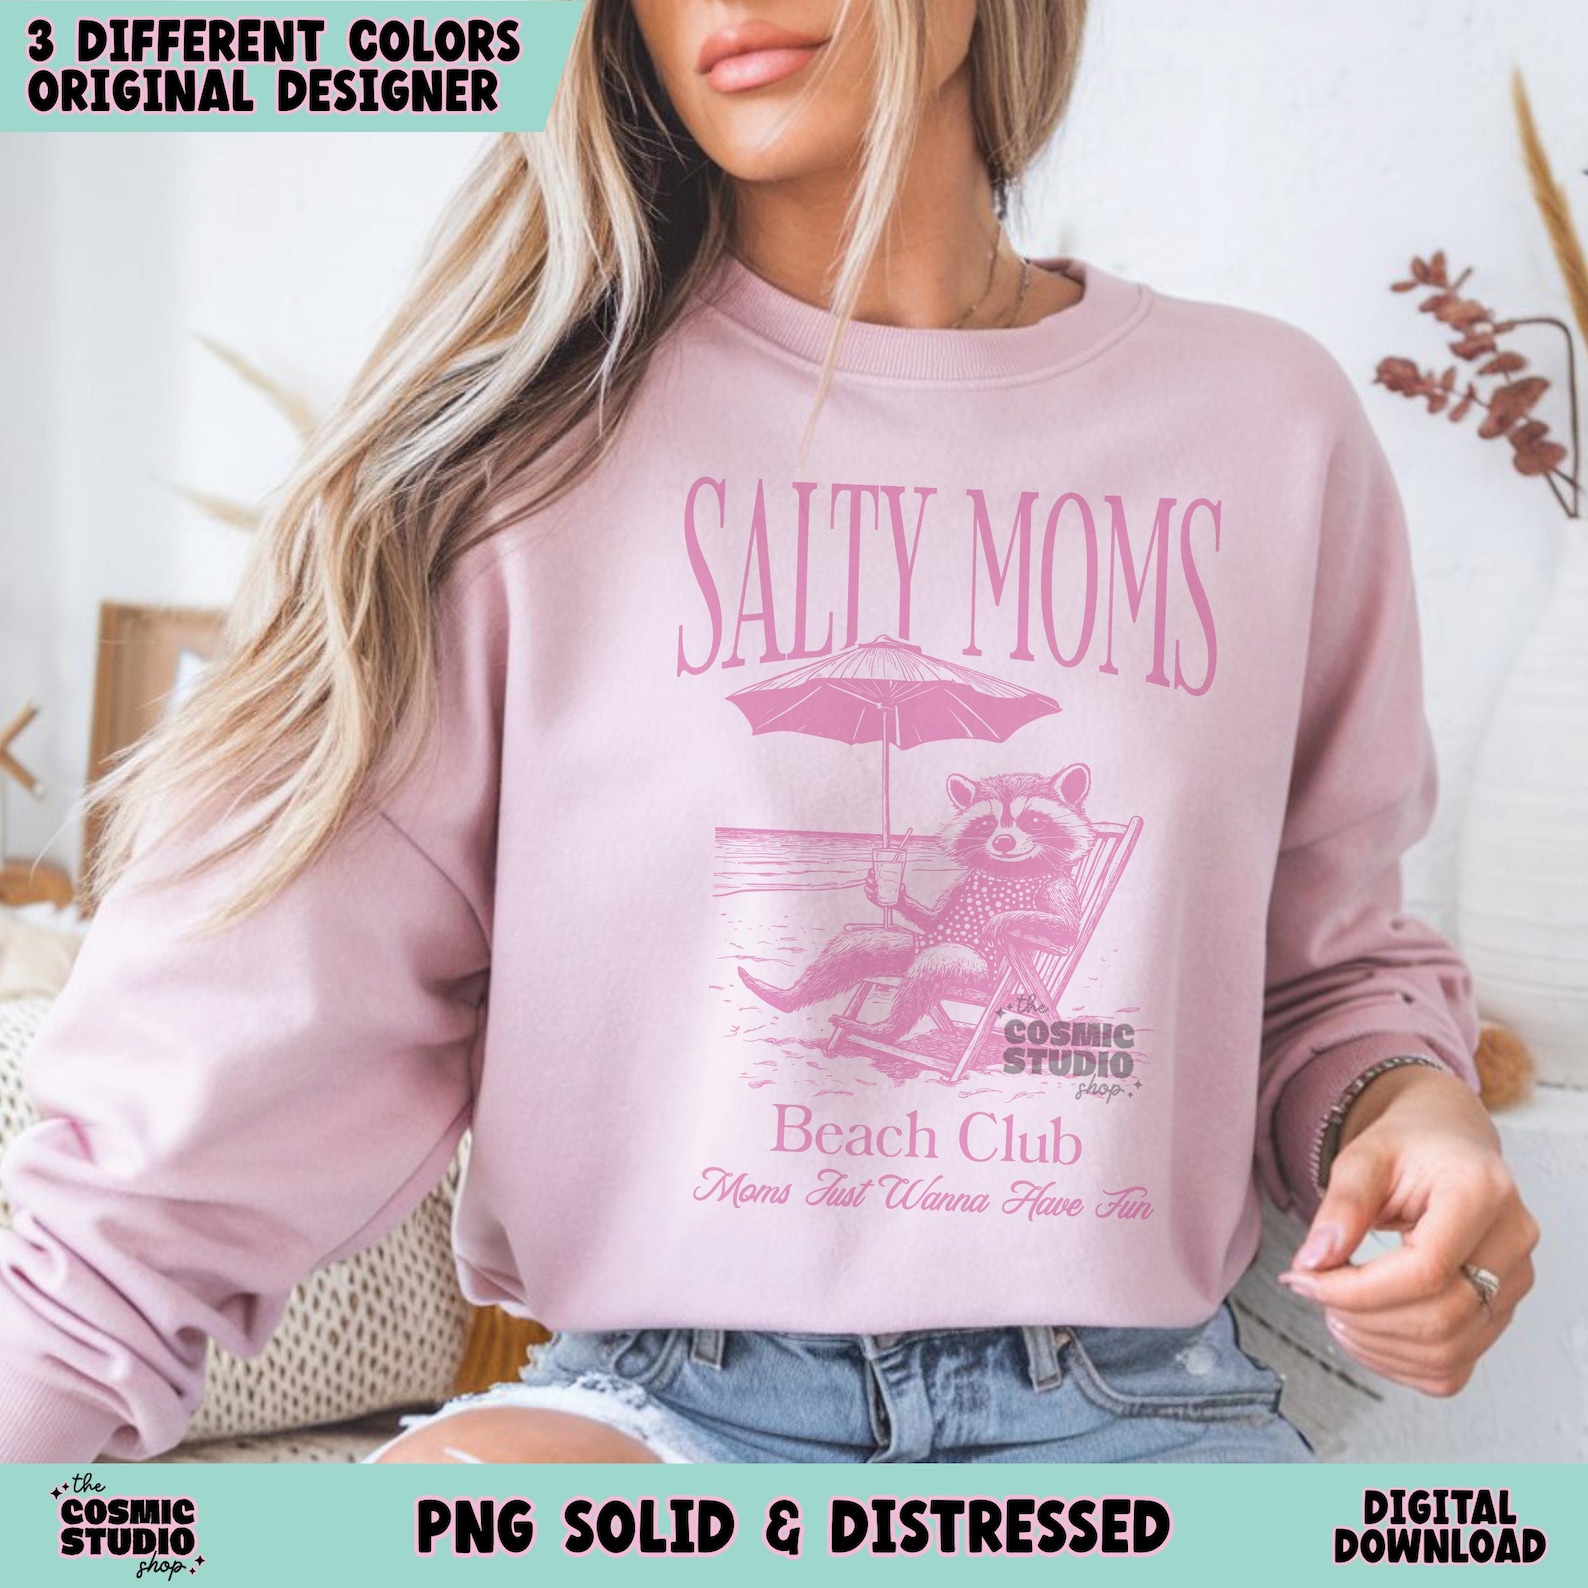 3 DIFFERENT COLORS
ORIGINAL DESIGNER
SALTY MOMS
the
COSMIC
STUDIO
shop
Beach Club
Moms Just Wanna Have Fun
the
COSMIC
STUDIO
shop
PNG SOLID & DISTRESSED
DIGITAL
DOWNLOAD